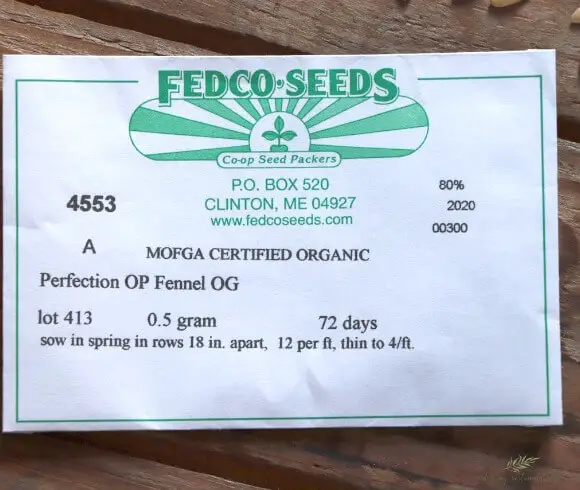 FEDCO·SEEDS
Co-op Seed Packers
P.O. BOX 520
CLINTON, ME 04927
www.fedcoseeds.com
80%
2020
00300
4553
A
MOFGA CERTIFIED ORGANIC
Perfection OP Fennel OG
lot 413 0.5 gram 72 days
sow in spring in rows 18 in. apart, 12 per ft, thin to 4/ft.